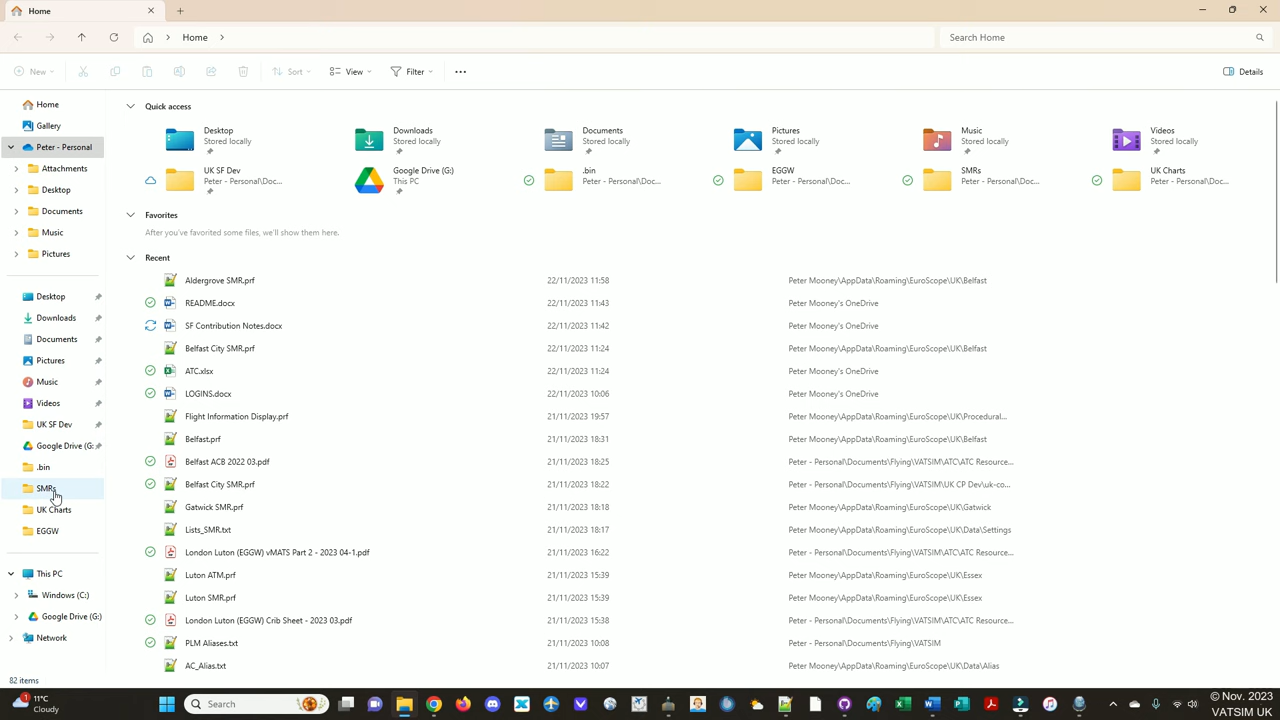 Home
Home
Search Home
New
Sort
View
Filter
Details
Home
Gallery
Peter - Personal
Attachments
Desktop
Documents
Music
Pictures
Desktop
Downloads
Documents
Pictures
Music
Videos
UK SF Dev
Google Drive (G:
.bin
SMRs
UK Charts
EGGW
This PC
Windows (C:)
Google Drive (G:)
Network
82 items
Quick access
Desktop
Stored locally
Downloads
Stored locally
Documents
Stored locally
Pictures
Stored locally
Music
Stored locally
Videos
Stored locally
UK SF Dev
Peter - Personal\Doc...
Google Drive (G:)
This PC
.bin
Peter - Personal\Doc...
EGGW
Peter - Personal\Doc...
SMRs
Peter - Personal\Doc...
UK Charts
Peter - Personal\Doc...
Favorites
After you've favorited some files, we'll show them here.
Recent
Aldergrove SMR.prf 22/11/2023 11:58 Peter Mooney\AppData\Roaming\EuroScope\UK\Belfast
README.docx 22/11/2023 11:43 Peter Mooney's OneDrive
SF Contribution Notes.docx 22/11/2023 11:42 Peter Mooney's OneDrive
Belfast City SMR.prf 22/11/2023 11:24 Peter Mooney\AppData\Roaming\EuroScope\UK\Belfast
ATC.xlsx 22/11/2023 11:24 Peter Mooney's OneDrive
LOGINS.docx 22/11/2023 10:06 Peter Mooney's OneDrive
Flight Information Display.prf 21/11/2023 19:57 Peter Mooney\AppData\Roaming\EuroScope\UK\Procedural...
Belfast.prf 21/11/2023 18:31 Peter Mooney\AppData\Roaming\EuroScope\UK\Belfast
Belfast ACB 2022 03.pdf 21/11/2023 18:25 Peter - Personal\Documents\Flying\VATSIM\ATC\ATC Resource...
Belfast City SMR.prf 21/11/2023 18:22 Peter - Personal\Documents\Flying\VATSIM\UK CP Dev\uk-co...
Gatwick SMR.prf 21/11/2023 18:18 Peter Mooney\AppData\Roaming\EuroScope\UK\Gatwick
Lists_SMR.txt 21/11/2023 18:17 Peter Mooney\AppData\Roaming\EuroScope\UK\Data\Settings
London Luton (EGGW) vMATS Part 2 - 2023 04-1.pdf 21/11/2023 16:22 Peter - Personal\Documents\Flying\VATSIM\ATC\ATC Resource...
Luton ATM.prf 21/11/2023 15:39 Peter Mooney\AppData\Roaming\EuroScope\UK\Essex
Luton SMR.prf 21/11/2023 15:39 Peter Mooney\AppData\Roaming\EuroScope\UK\Essex
London Luton (EGGW) Crib Sheet - 2023 03.pdf 21/11/2023 15:38 Peter - Personal\Documents\Flying\VATSIM\ATC\ATC Resource...
PLM Aliases.txt 21/11/2023 10:08 Peter - Personal\Documents\Flying\VATSIM
AC_Alias.txt 21/11/2023 10:07 Peter Mooney\AppData\Roaming\EuroScope\UK\Data\Alias
1
11°C
Cloudy
Search
© Nov. 2023
VATSIM UK